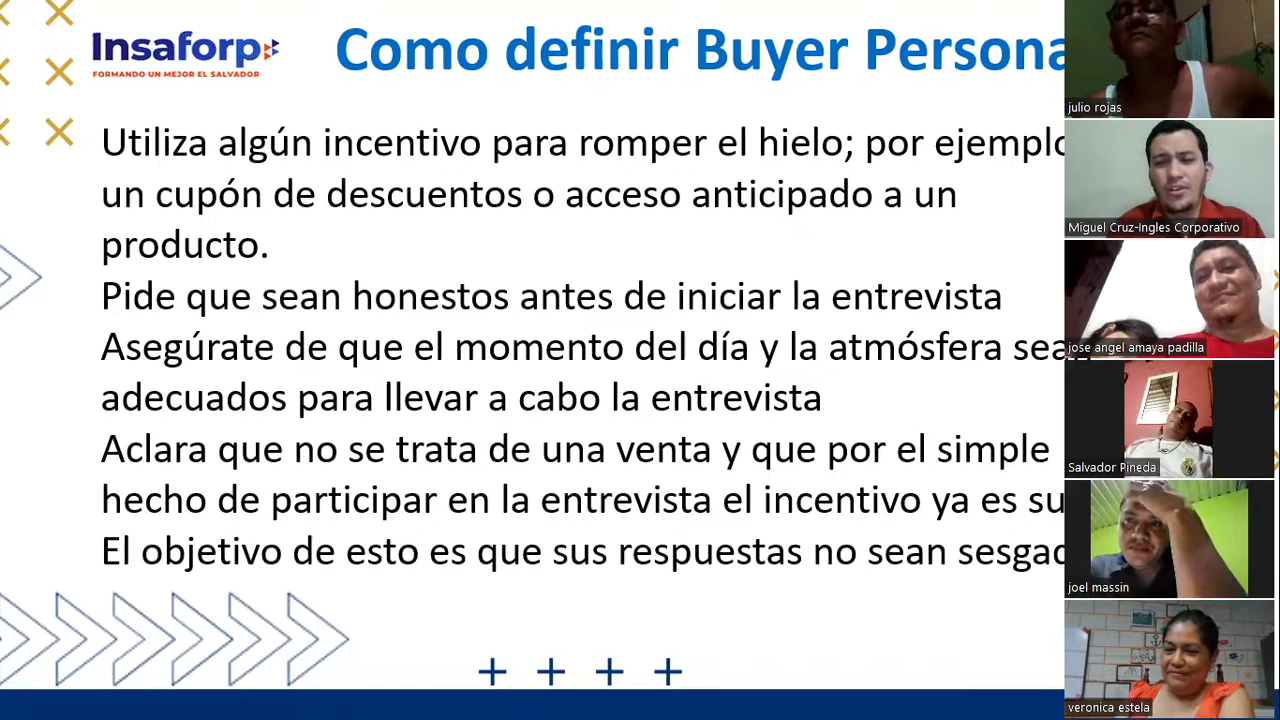 Insaforp
FORMANDO UN MEJOR EL SALVADOR
Como definir Buyer Persona
Utiliza algún incentivo para romper el hielo; por ejemplo
un cupón de descuentos o acceso anticipado a un
producto.
Pide que sean honestos antes de iniciar la entrevista
Asegúrate de que el momento del día y la atmósfera sean
adecuados para llevar a cabo la entrevista
Aclara que no se trata de una venta y que por el simple
hecho de participar en la entrevista el incentivo ya es su
El objetivo de esto es que sus respuestas no sean sesgad
julio rojas
Miguel Cruz-Ingles Corporativo
jose angel amaya padilla
Salvador Pineda
joel massin
veronica estela